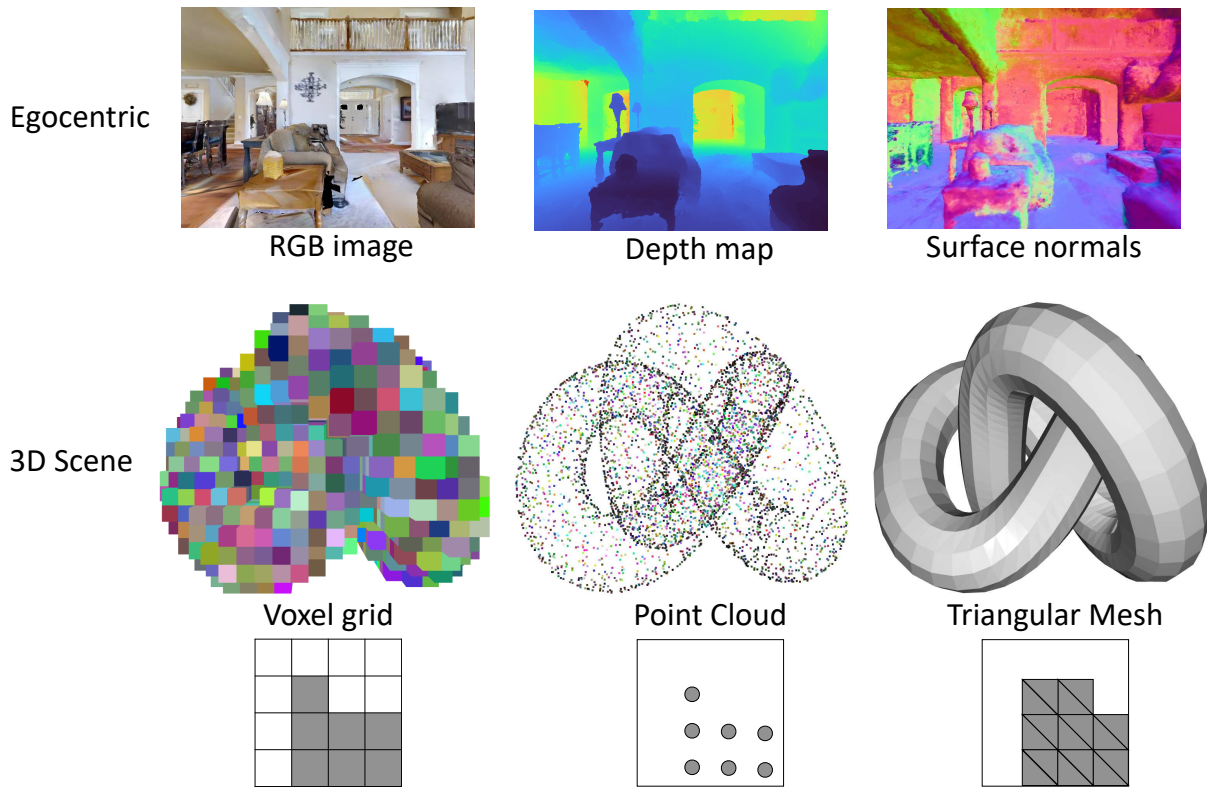 Egocentric
RGB image
Depth map
Surface normals
3D Scene
Voxel grid
Point Cloud
Triangular Mesh